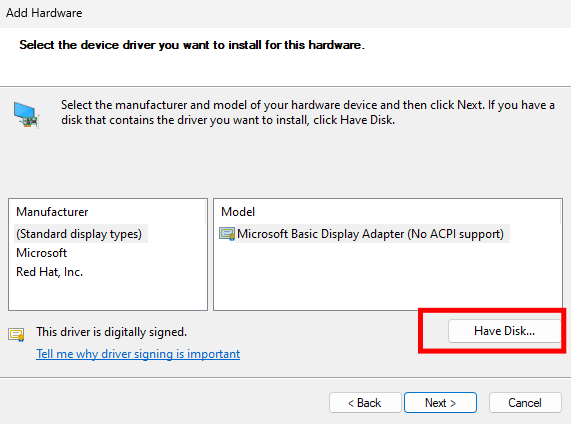 Add Hardware
Select the device driver you want to install for this hardware.
Select the manufacturer and model of your hardware device and then click Next. If you have a
disk that contains the driver you want to install, click Have Disk.
Manufacturer
(Standard display types)
Microsoft
Red Hat, Inc.
Model
Microsoft Basic Display Adapter (No ACPI support)
This driver is digitally signed.
Tell me why driver signing is important
Have Disk...
< Back
Next >
Cancel